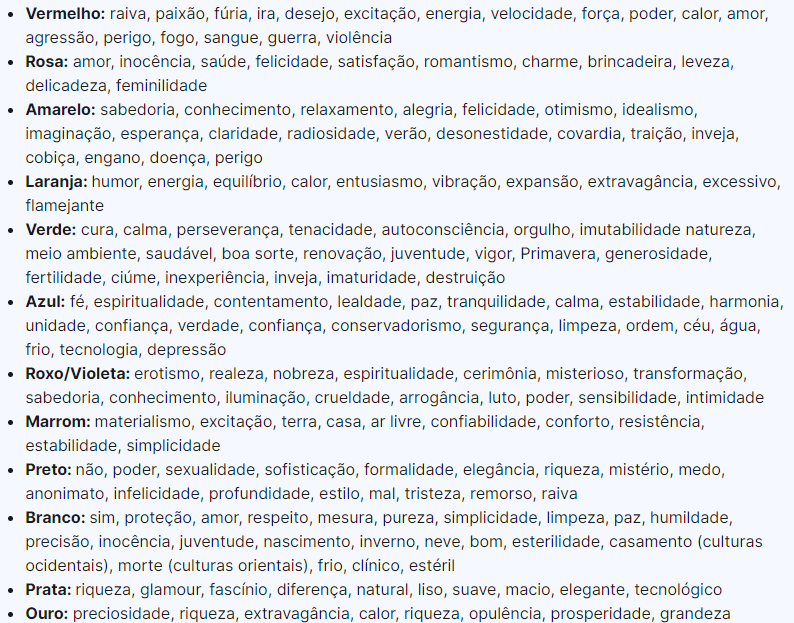 • Vermelho: raiva, paixão, fúria, ira, desejo, excitação, energia, velocidade, força, poder, calor, amor,
agressão, perigo, fogo, sangue, guerra, violência
• Rosa: amor, inocência, saúde, felicidade, satisfação, romantismo, charme, brincadeira, leveza,
delicadeza, feminilidade
• Amarelo: sabedoria, conhecimento, relaxamento, alegria, felicidade, otimismo, idealismo,
imaginação, esperança, claridade, radiosidade, verão, desonestidade, covardia, traição, inveja,
cobiça, engano, doença, perigo
• Laranja: humor, energia, equilíbrio, calor, entusiasmo, vibração, expansão, extravagância, excessivo,
flamejante
• Verde: cura, calma, perseverança, tenacidade, autoconsciência, orgulho, imutabilidade natureza,
meio ambiente, saudável, boa sorte, renovação, juventude, vigor, Primavera, generosidade,
fertilidade, ciúme, inexperiência, inveja, imaturidade, destruição
• Azul: fé, espiritualidade, contentamento, lealdade, paz, tranquilidade, calma, estabilidade, harmonia,
unidade, confiança, verdade, confiança, conservadorismo, segurança, limpeza, ordem, céu, água,
frio, tecnologia, depressão
• Roxo/Violeta: erotismo, realeza, nobreza, espiritualidade, cerimônia, misterioso, transformação,
sabedoria, conhecimento, iluminação, crueldade, arrogância, luto, poder, sensibilidade, intimidade
• Marrom: materialismo, excitação, terra, casa, ar livre, confiabilidade, conforto, resistência,
estabilidade, simplicidade
• Preto: não, poder, sexualidade, sofisticação, formalidade, elegância, riqueza, mistério, medo,
anonimato, infelicidade, profundidade, estilo, mal, tristeza, remorso, raiva
• Branco: sim, proteção, amor, respeito, mesura, pureza, simplicidade, limpeza, paz, humildade,
precisão, inocência, juventude, nascimento, inverno, neve, bom, esterilidade, casamento (culturas
ocidentais), morte (culturas orientais), frio, clínico, estéril
• Prata: riqueza, glamour, fascínio, diferença, natural, liso, suave, macio, elegante, tecnológico
• Ouro: preciosidade, riqueza, extravagância, calor, riqueza, opulência, prosperidade, grandeza